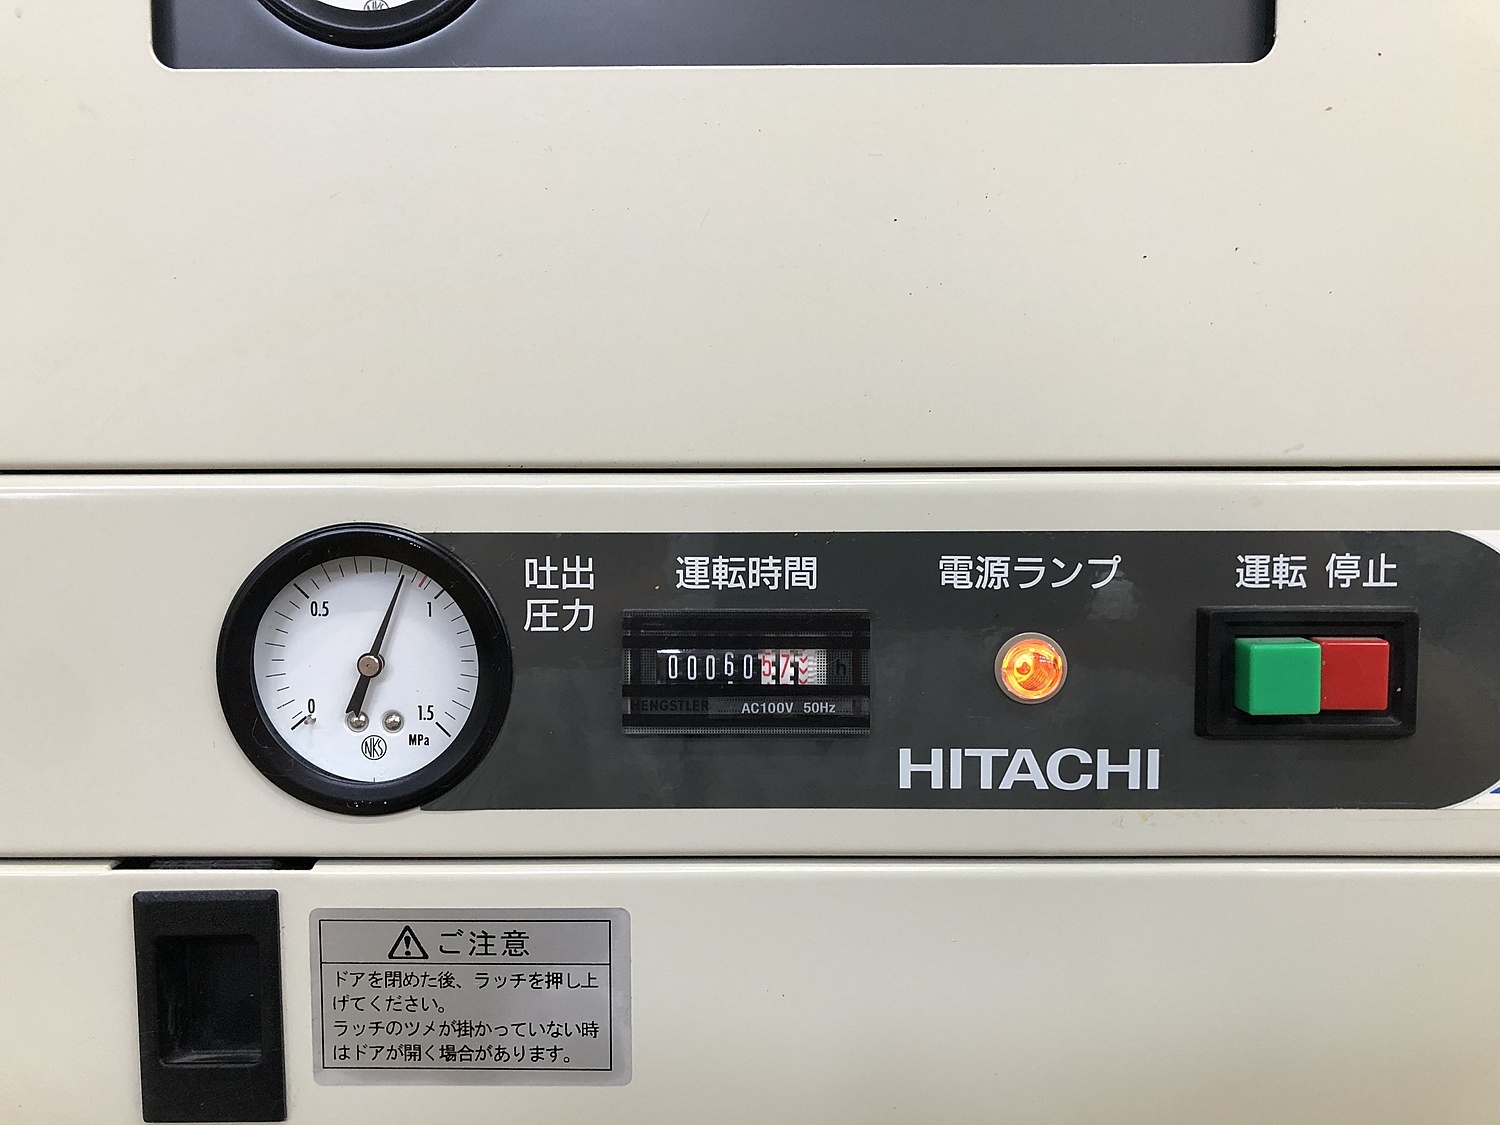 NKS
吐出
圧力
運転時間
電源ランプ
運転 停止
0.5
1
0
1.5
MPa
NKS
0006057
h
HENGSTLER
AC100V 50Hz
HITACHI
ご注意
ドアを閉めた後、ラッチを押し上
げてください。
ラッチのツメが掛かっていない時
はドアが開く場合があります。